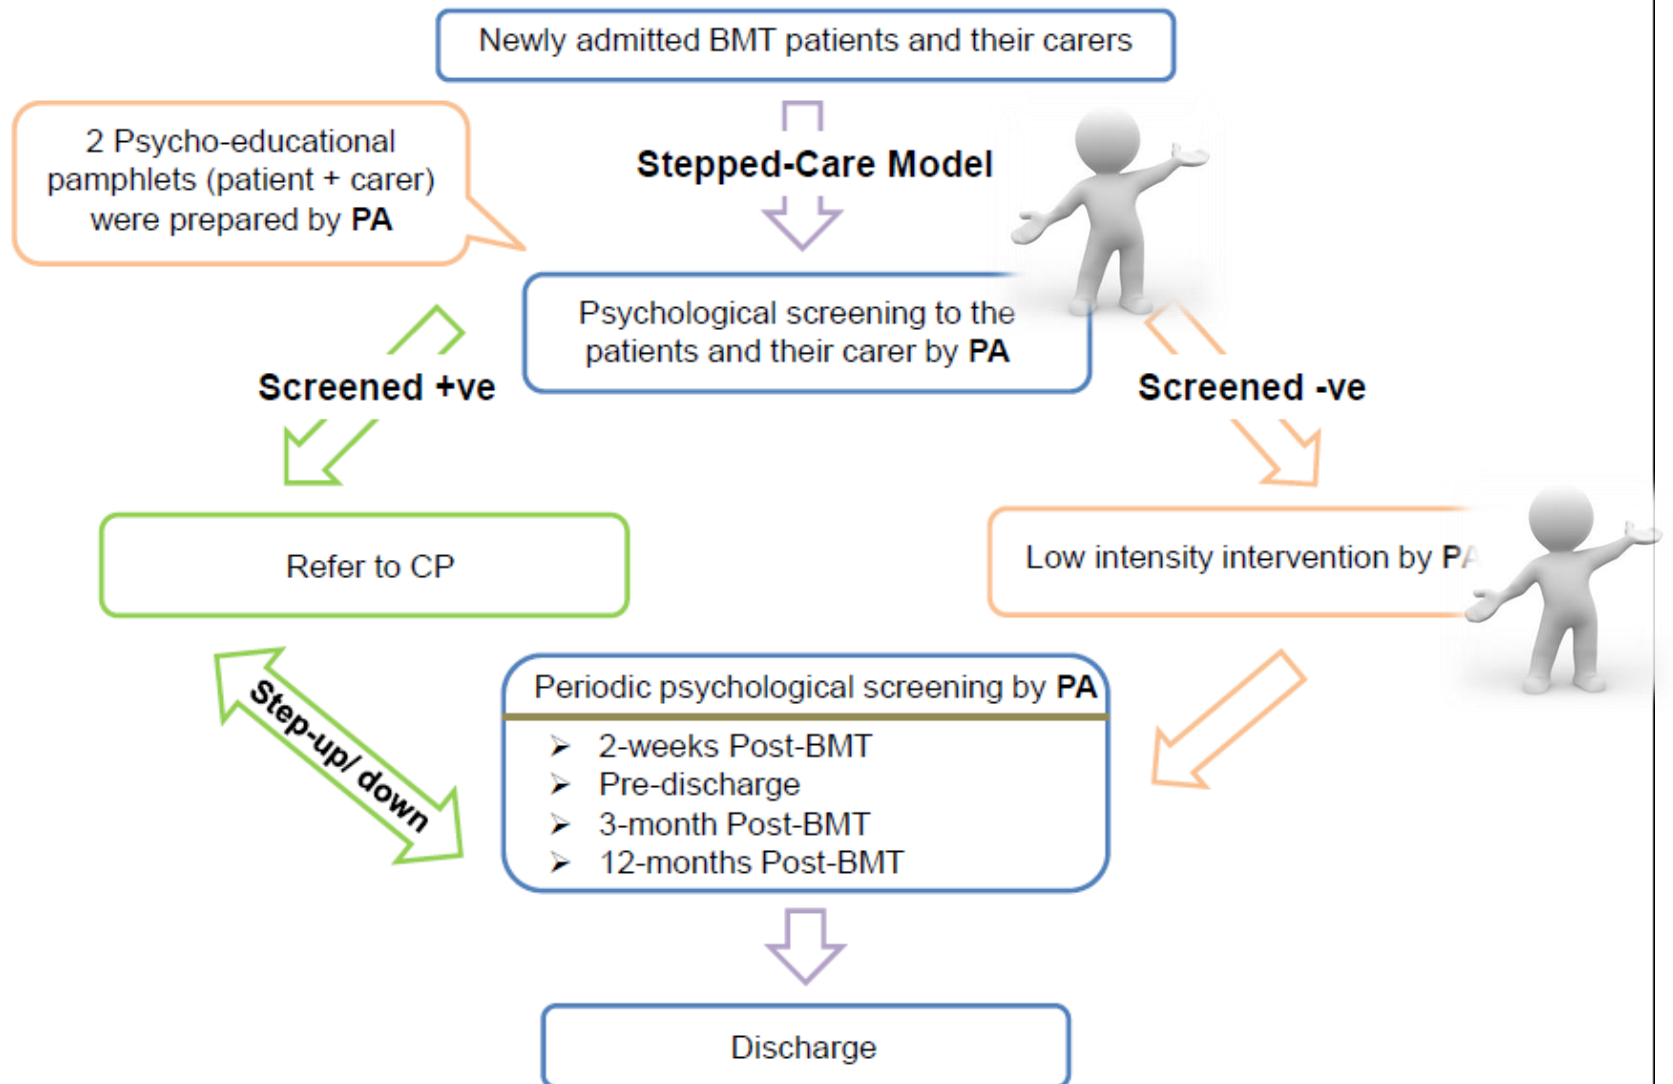 Newly admitted BMT patients and their carers
2 Psycho-educational
pamphlets (patient + carer)
were prepared by PA
Stepped-Care Model
Psychological screening to the
patients and their carer by PA
Screened +ve
Screened -ve
Refer to CP
Low intensity intervention by PA
Step-up/ down
Periodic psychological screening by PA
➢ 2-weeks Post-BMT
➢ Pre-discharge
➢ 3-month Post-BMT
➢ 12-months Post-BMT
Discharge